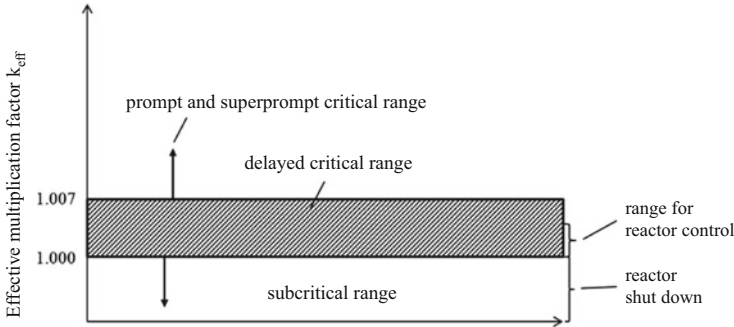 Effective multiplication factor k_eff
prompt and superprompt critical range
delayed critical range
1.007
range for
reactor control
1.000
reactor
shut down
subcritical range